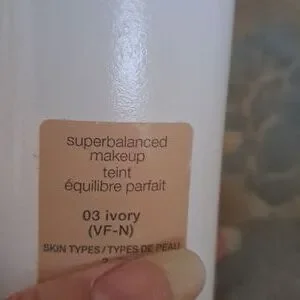 superbalanced
makeup
teint
équilibre parfait
03 ivory
(VF-N)
SKIN TYPES/TYPES DE PEAU